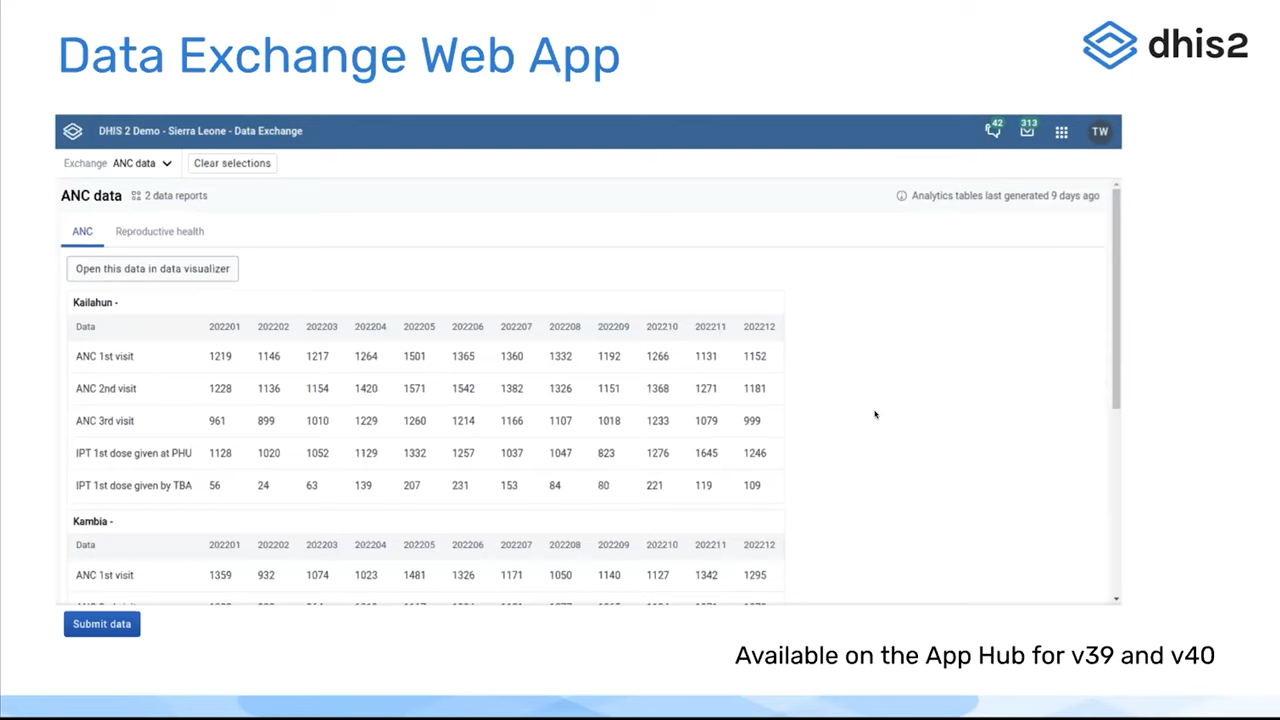 Data Exchange Web App
dhis2
DHIS 2 Demo - Sierra Leone - Data Exchange
42
313
TW
Exchange ANC data Clear selections
ANC data 2 data reports
Analytics tables last generated 9 days ago
ANC Reproductive health
Open this data in data visualizer
Kailahun -
Data 202201 202202 202203 202204 202205 202206 202207 202208 202209 202210 202211 202212
ANC 1st visit 1219 1146 1217 1264 1501 1365 1360 1332 1192 1266 1131 1152
ANC 2nd visit 1228 1136 1154 1420 1571 1542 1382 1326 1151 1368 1271 1181
ANC 3rd visit 961 899 1010 1229 1260 1214 1166 1107 1018 1233 1079 999
IPT 1st dose given at PHU 1128 1020 1052 1129 1332 1257 1037 1047 823 1276 1645 1246
IPT 1st dose given by TBA 56 24 63 139 207 231 153 84 80 221 119 109
Kambia -
Data 202201 202202 202203 202204 202205 202206 202207 202208 202209 202210 202211 202212
ANC 1st visit 1359 932 1074 1023 1481 1326 1171 1050 1140 1127 1342 1295
Submit data
Available on the App Hub for v39 and v40